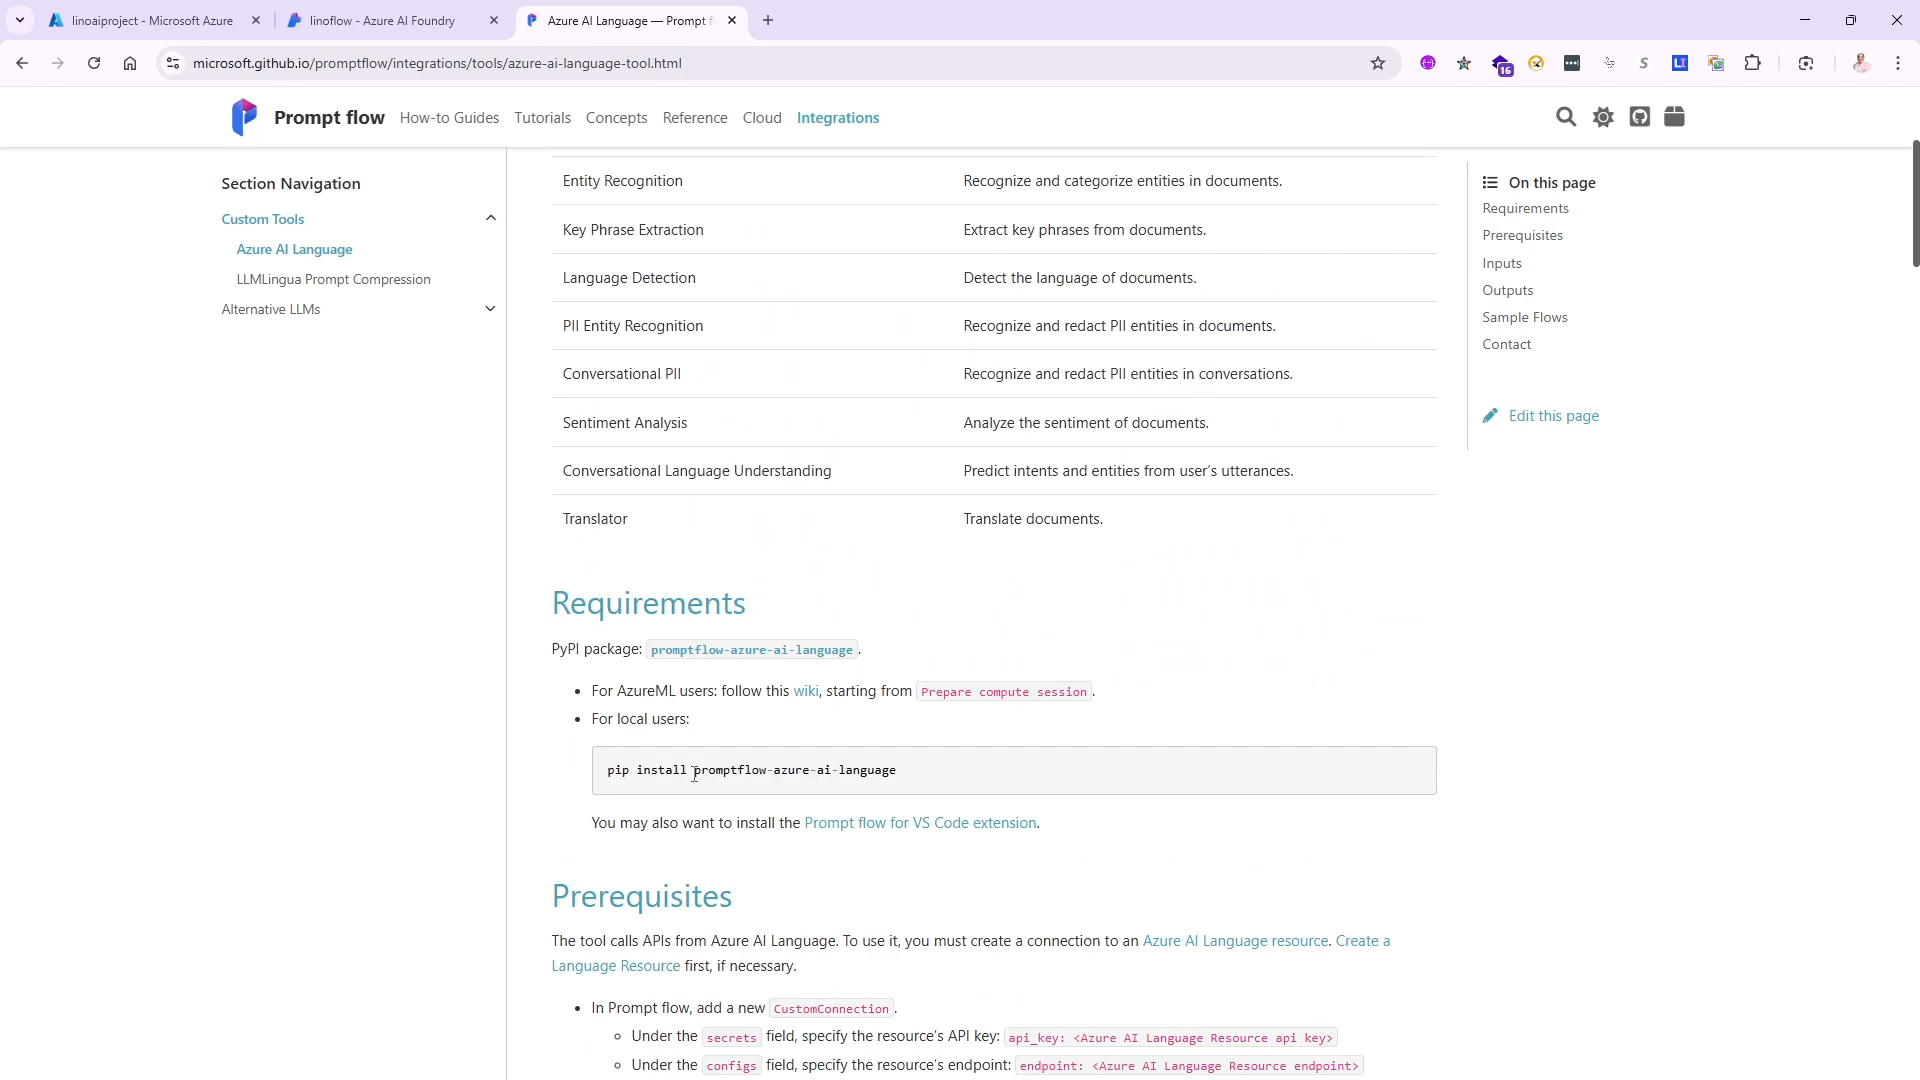 linoaiproject - Microsoft Azure
linoflow - Azure AI Foundry
Azure AI Language — Prompt f
microsoft.github.io/promptflow/integrations/tools/azure-ai-language-tool.html
16
LI
Prompt flow
How-to Guides
Tutorials
Concepts
Reference
Cloud
Integrations
Section Navigation
Custom Tools
Azure AI Language
LLMLingua Prompt Compression
Alternative LLMs
Entity Recognition Recognize and categorize entities in documents.
Key Phrase Extraction Extract key phrases from documents.
Language Detection Detect the language of documents.
PII Entity Recognition Recognize and redact PII entities in documents.
Conversational PII Recognize and redact PII entities in conversations.
Sentiment Analysis Analyze the sentiment of documents.
Conversational Language Understanding Predict intents and entities from user’s utterances.
Translator Translate documents.
Requirements
PyPI package: promptflow-azure-ai-language.
• For AzureML users: follow this wiki, starting from Prepare compute session.
• For local users:
pip install promptflow-azure-ai-language
You may also want to install the Prompt flow for VS Code extension.
Prerequisites
The tool calls APIs from Azure AI Language. To use it, you must create a connection to an Azure AI Language resource. Create a
Language Resource first, if necessary.
• In Prompt flow, add a new CustomConnection.
Under the secrets field, specify the resource’s API key: api_key: <Azure AI Language Resource api key>
Under the configs field, specify the resource’s endpoint: endpoint: <Azure AI Language Resource endpoint>
On this page
Requirements
Prerequisites
Inputs
Outputs
Sample Flows
Contact
Edit this page